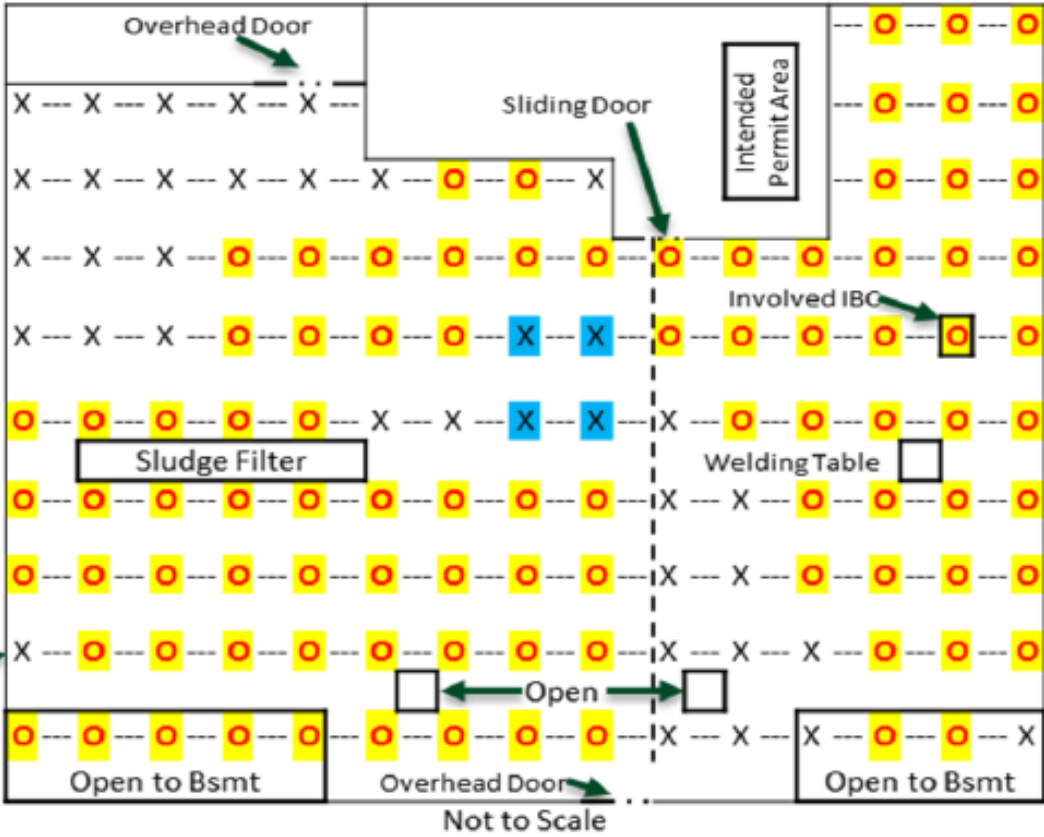 Overhead Door
--- O --- O --- O
Sliding Door
Intended
Permit Area
X --- X --- X --- X --- X ---
--- O --- O --- O
X --- X --- X --- X --- X --- X --- O --- O --- X
--- O --- O --- O
X --- X --- X --- O --- O --- O --- O --- O --- O --- O --- O --- O --- O --- O --- O
Involved IBC
X --- X --- X --- O --- O --- O --- O --- X --- X --- O --- O --- O --- O --- O --- O
O --- O --- O --- O --- O --- X --- X --- X --- X --- X --- O --- O --- O --- O --- O
Sludge Filter
Welding Table
O --- O --- O --- O --- O --- O --- O --- O --- O --- X --- X --- O --- O --- O --- O
O --- O --- O --- O --- O --- O --- O --- O --- O --- X --- X --- O --- O --- O --- O
X --- O --- O --- O --- O --- O --- O --- O --- O --- X --- X --- X --- O --- O --- O
Open
O --- O --- O --- O --- O --- O --- O --- O --- O --- X --- X --- X --- O --- O --- X
Open to Bsmt
Overhead Door
Open to Bsmt
Not to Scale